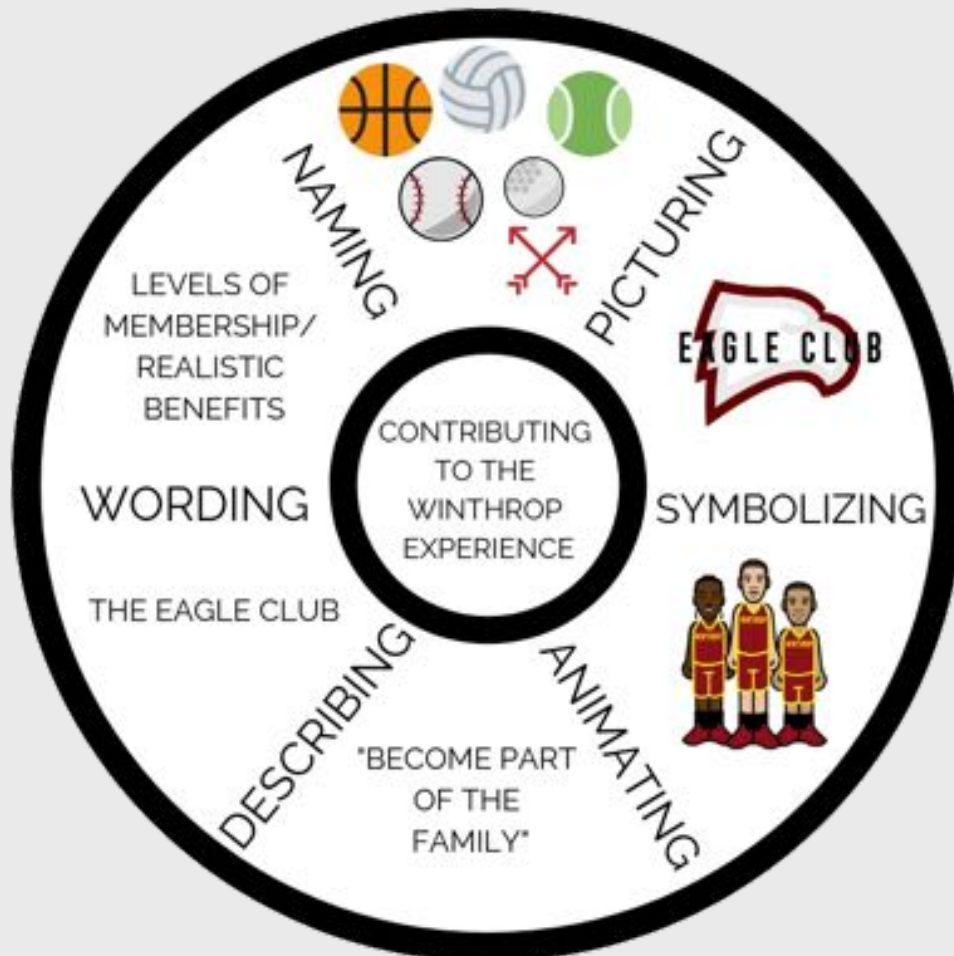 NAMING
PICTURING
LEVELS OF
MEMBERSHIP/
REALISTIC
BENEFITS
EAGLE CLUB
CONTRIBUTING
TO THE
WINTHROP
EXPERIENCE
WORDING
SYMBOLIZING
THE EAGLE CLUB
DESCRIBING
ANIMATING
"BECOME PART
OF THE
FAMILY"